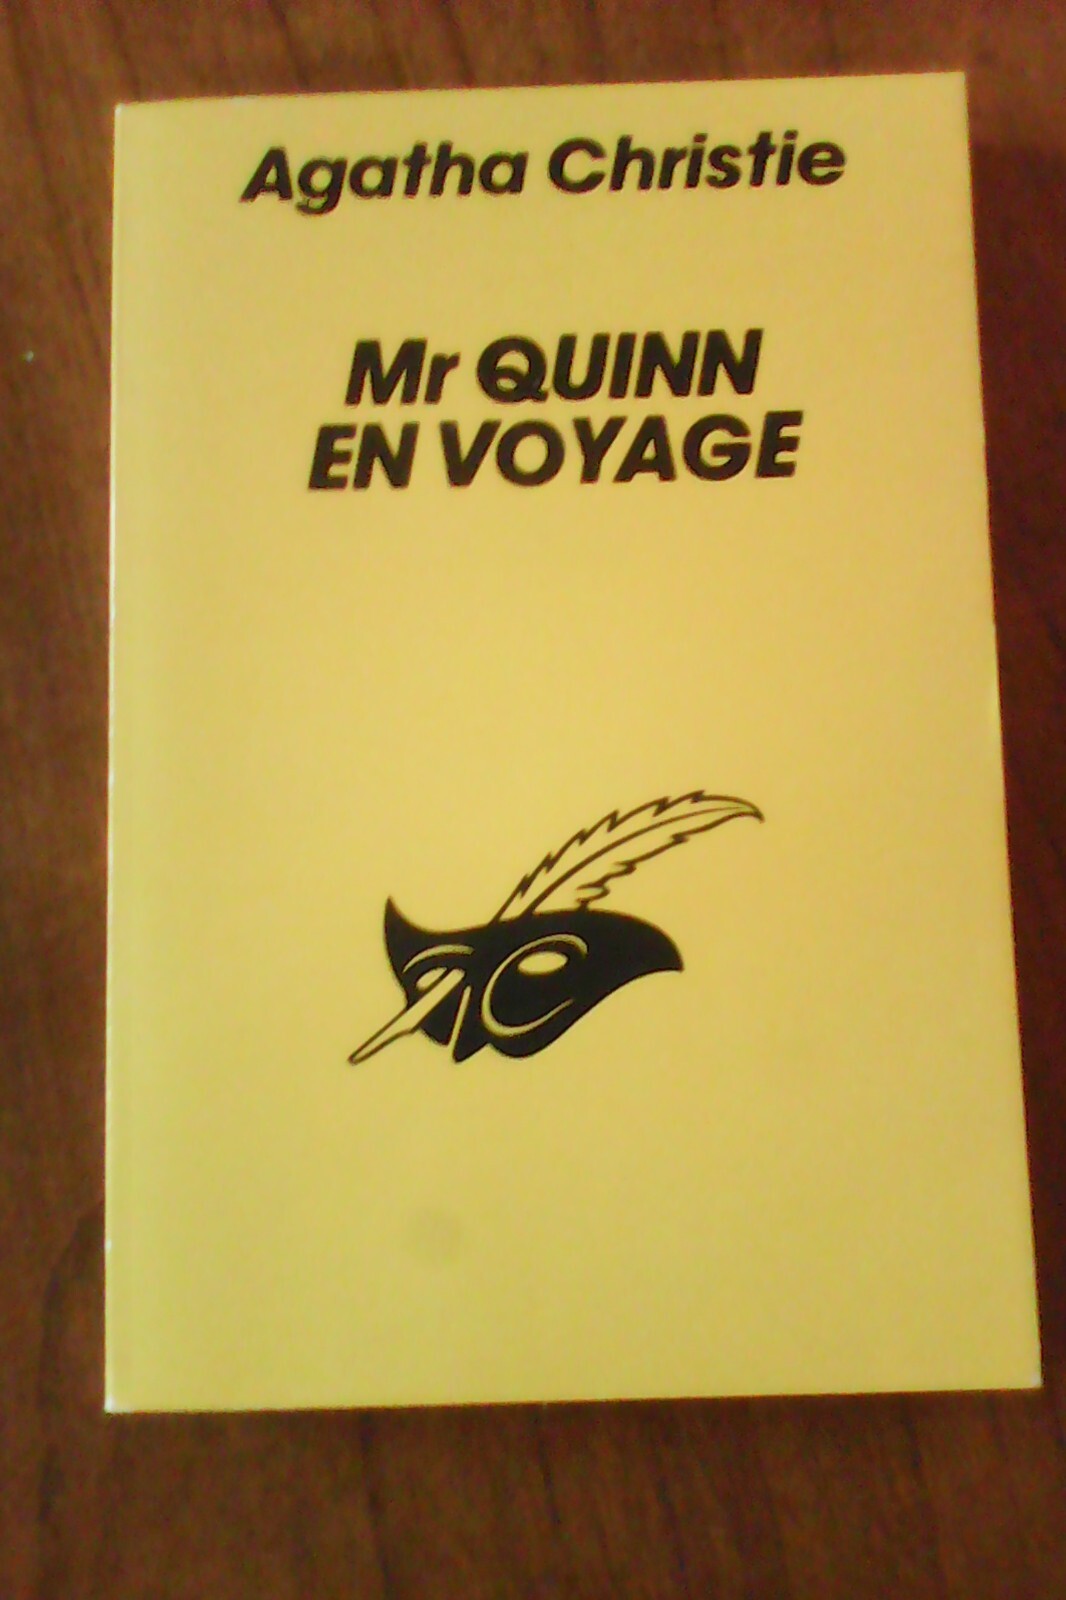 Agatha Christie
Mr QUINN
EN VOYAGE